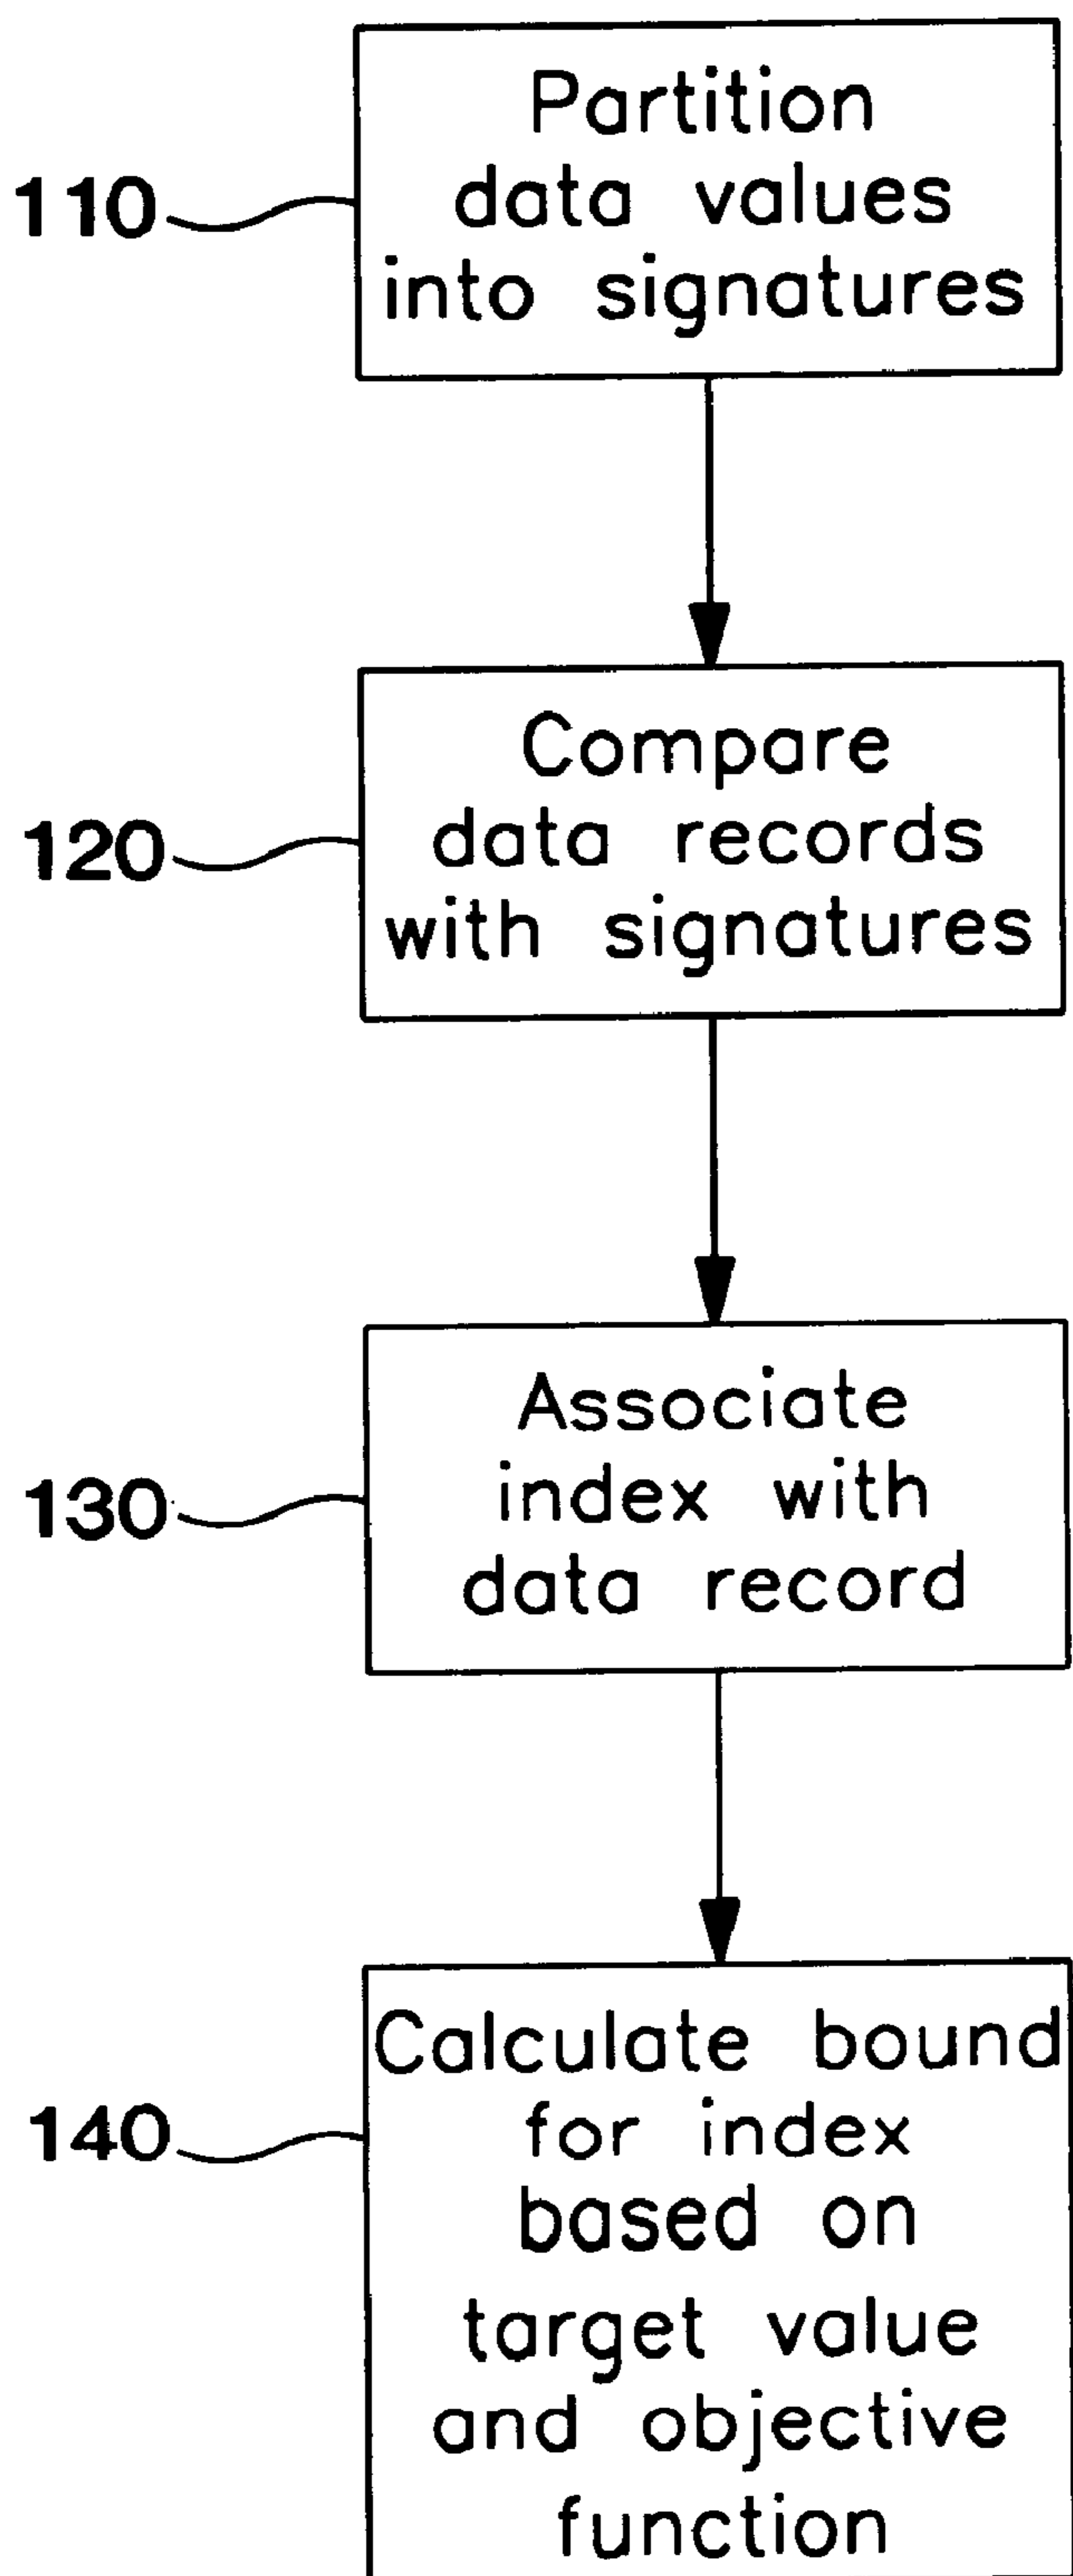 Partition
data values
into signatures
110
Compare
data records
with signatures
120
Associate
index with
data record
130
Calculate bound
for index
based on
target value
and objective
function
140